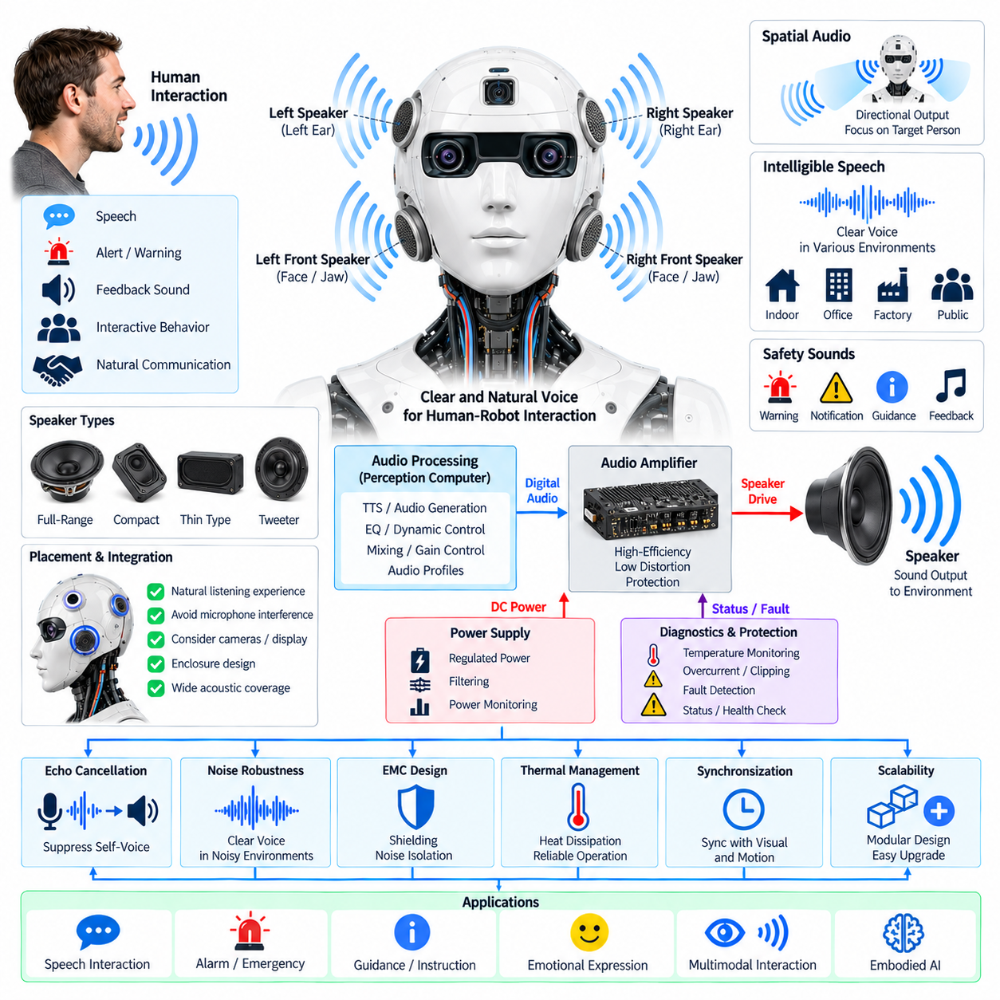 Human
Interaction
Left Speaker
(Left Ear)
Right Speaker
(Right Ear)
Left Front Speaker
(Face / Jaw)
Right Front Speaker
(Face / Jaw)
Clear and Natural Voice
for Human-Robot Interaction
Speech
Alert / Warning
Feedback Sound
Interactive Behavior
Natural Communication
Spatial Audio
Directional Output
Focus on Target Person
Intelligible Speech
Clear Voice
in Various Environments
Indoor
Office
Factory
Public
Safety Sounds
Warning
Notification
Guidance
Feedback
Speaker Types
Full-Range
Compact
Thin Type
Tweeter
Placement & Integration
Natural listening experience
Avoid microphone interference
Consider cameras / display
Enclosure design
Wide acoustic coverage
Audio Processing
(Perception Computer)
TTS / Audio Generation
EQ / Dynamic Control
Mixing / Gain Control
Audio Profiles
Digital
Audio
Audio Amplifier
High-Efficiency
Low Distortion
Protection
Speaker
Drive
Speaker
Sound Output
to Environment
DC Power
Status / Fault
Power Supply
Regulated Power
Filtering
Power Monitoring
Diagnostics & Protection
Temperature Monitoring
Overcurrent / Clipping
Fault Detection
Status / Health Check
Echo Cancellation
Suppress Self-Voice
Noise Robustness
Clear Voice
in Noisy Environments
EMC Design
Shielding
Noise Isolation
Thermal Management
Heat Dissipation
Reliable Operation
Synchronsization
Sync with Visual
and Motion
Scalability
Modular Design
Easy Upgrade
Applications
Speech Interaction
Alarm / Emergency
Guidance / Instruction
Emotional Expression
Multimodal Interaction
Embodied AI